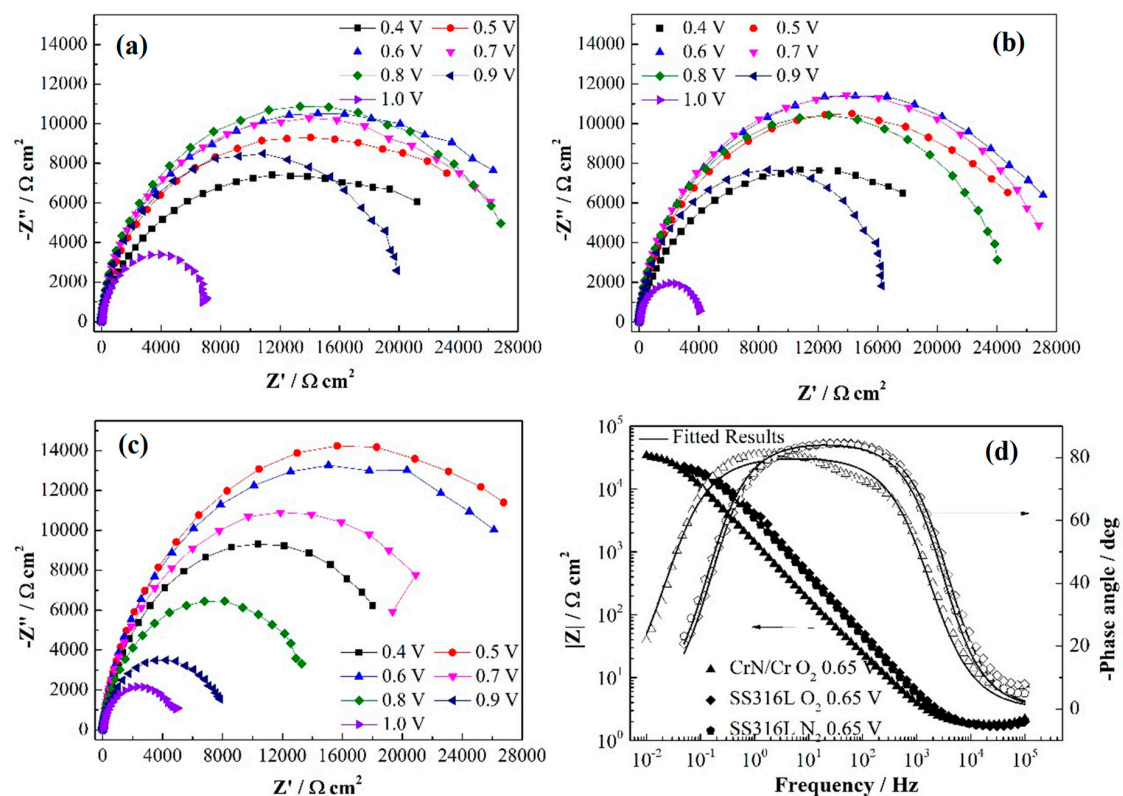 (a)
0.4 V 0.5 V
0.6 V 0.7 V
0.8 V 0.9 V
1.0 V
14000
12000
10000
8000
6000
4000
2000
0
-Z'' / Ω cm²
0 4000 8000 12000 16000 20000 24000 28000
Z' / Ω cm²
(b)
0.4 V 0.5 V
0.6 V 0.7 V
0.8 V 0.9 V
1.0 V
14000
12000
10000
8000
6000
4000
2000
0
-Z'' / Ω cm²
0 4000 8000 12000 16000 20000 24000 28000
Z' / Ω cm²
(c)
14000
12000
10000
8000
6000
4000
2000
0
-Z'' / Ω cm²
0.4 V 0.5 V
0.6 V 0.7 V
0.8 V 0.9 V
1.0 V
0 4000 8000 12000 16000 20000 24000 28000
Z' / Ω cm²
(d)
Fitted Results
10⁵
10⁴
10³
10²
10¹
10⁰
|Z| / Ω cm²
80
60
40
20
0
-Phase angle / deg
CrN/Cr O₂ 0.65 V
SS316L O₂ 0.65 V
SS316L N₂ 0.65 V
10⁻² 10⁻¹ 10⁰ 10¹ 10² 10³ 10⁴ 10⁵
Frequency / Hz